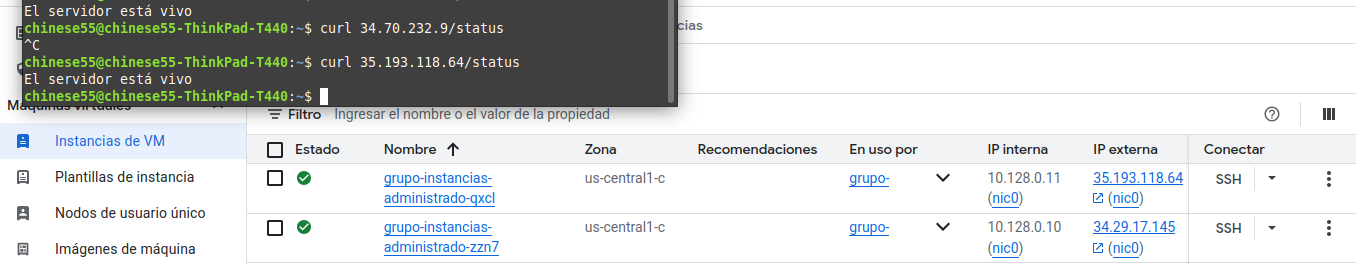 El servidor está vivo
chinese55@chinese55-ThinkPad-T440:~$ curl 34.70.232.9/status
^C
chinese55@chinese55-ThinkPad-T440:~$ curl 35.193.118.64/status
El servidor está vivo
chinese55@chinese55-ThinkPad-T440:~$
cias
Máquinas virtuales
Filtro Ingresar el nombre o el valor de la propiedad
Instancias de VM
Plantillas de instancia
Nodos de usuario único
Imágenes de máquina
Estado Nombre Zona Recomendaciones En uso por IP interna IP externa Conectar
grupo-instancias- us-central1-c grupo- 10.128.0.11 35.193.118.64 SSH
administrado-qxcl (nic0) (nic0)
grupo-instancias- us-central1-c grupo- 10.128.0.10 34.29.17.145 SSH
administrado-zzn7 (nic0) (nic0)